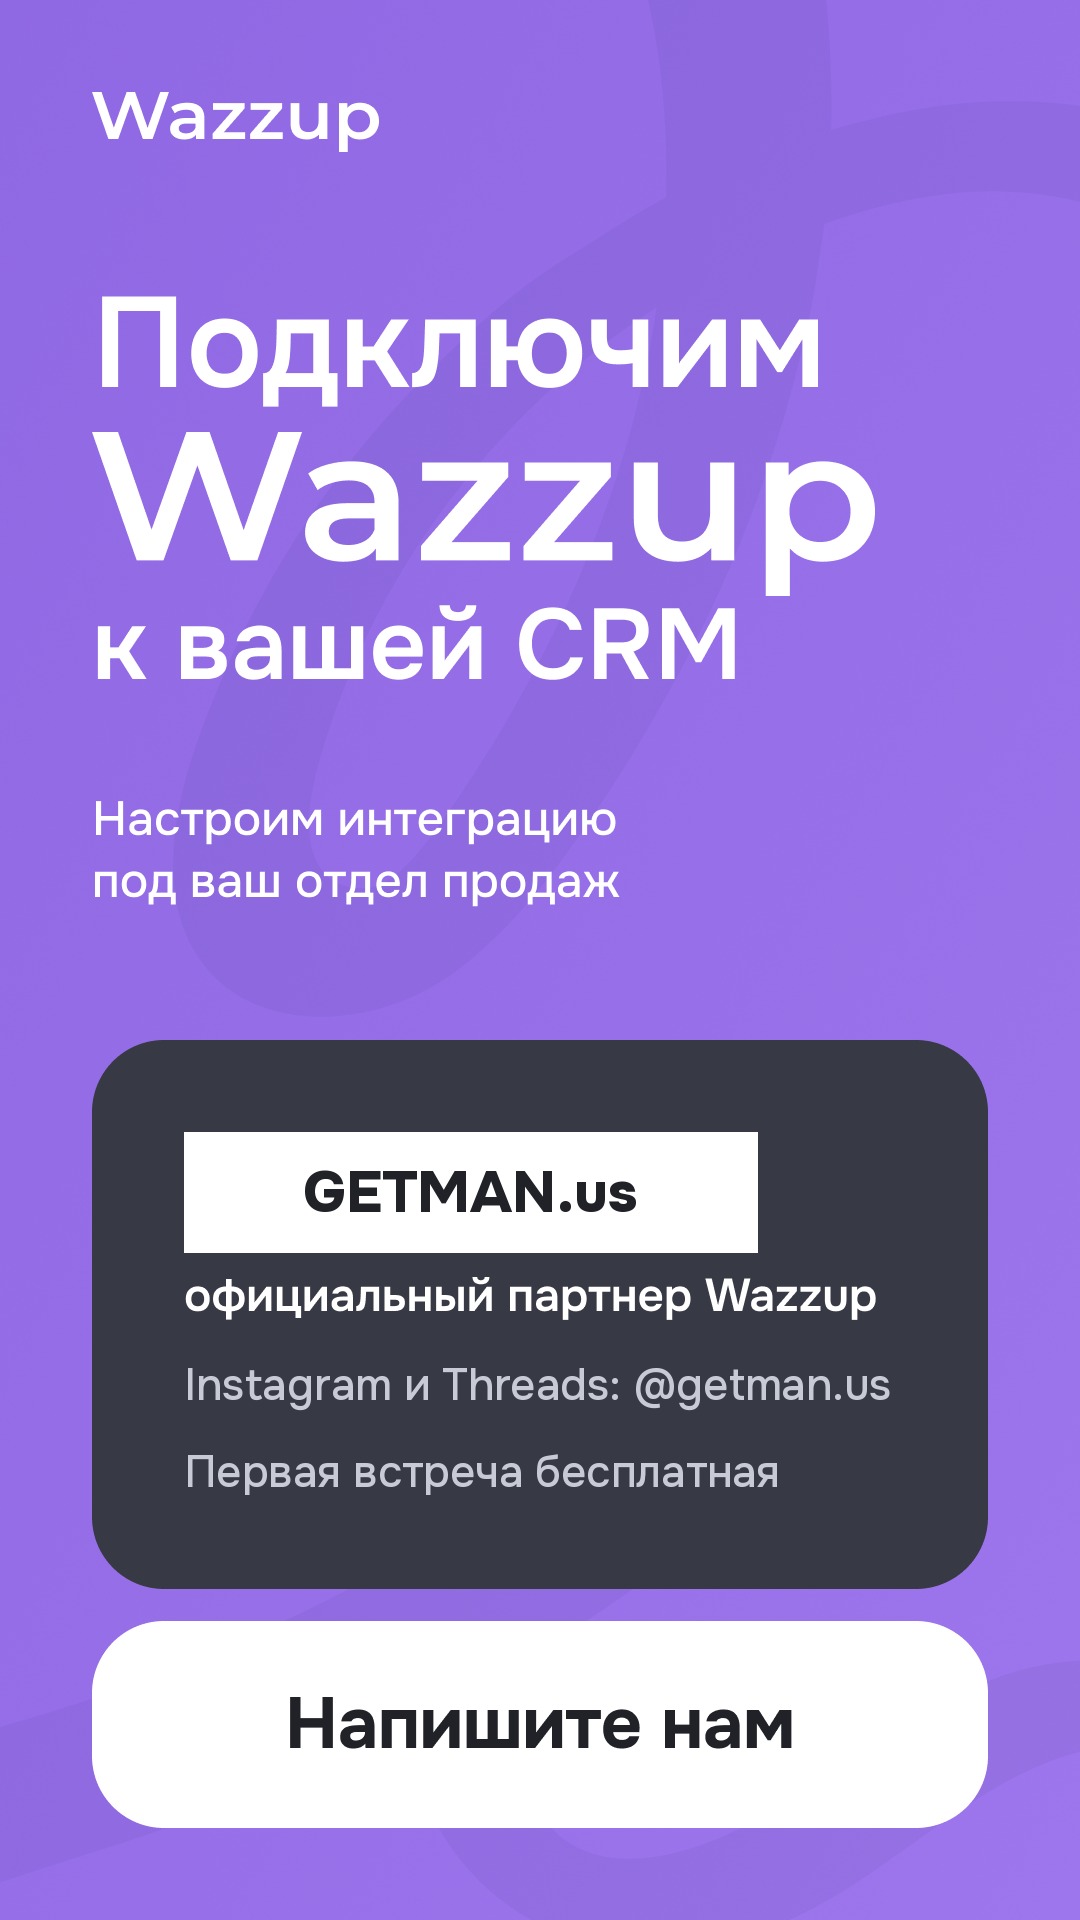 Wazzup
Подключим
Wazzup
к вашей CRM
Настроим интеграцию
под ваш отдел продаж
GETMAN.us
официальный партнер Wazzup
Instagram и Threads: @getman.us
Первая встреча бесплатная
Напишите нам